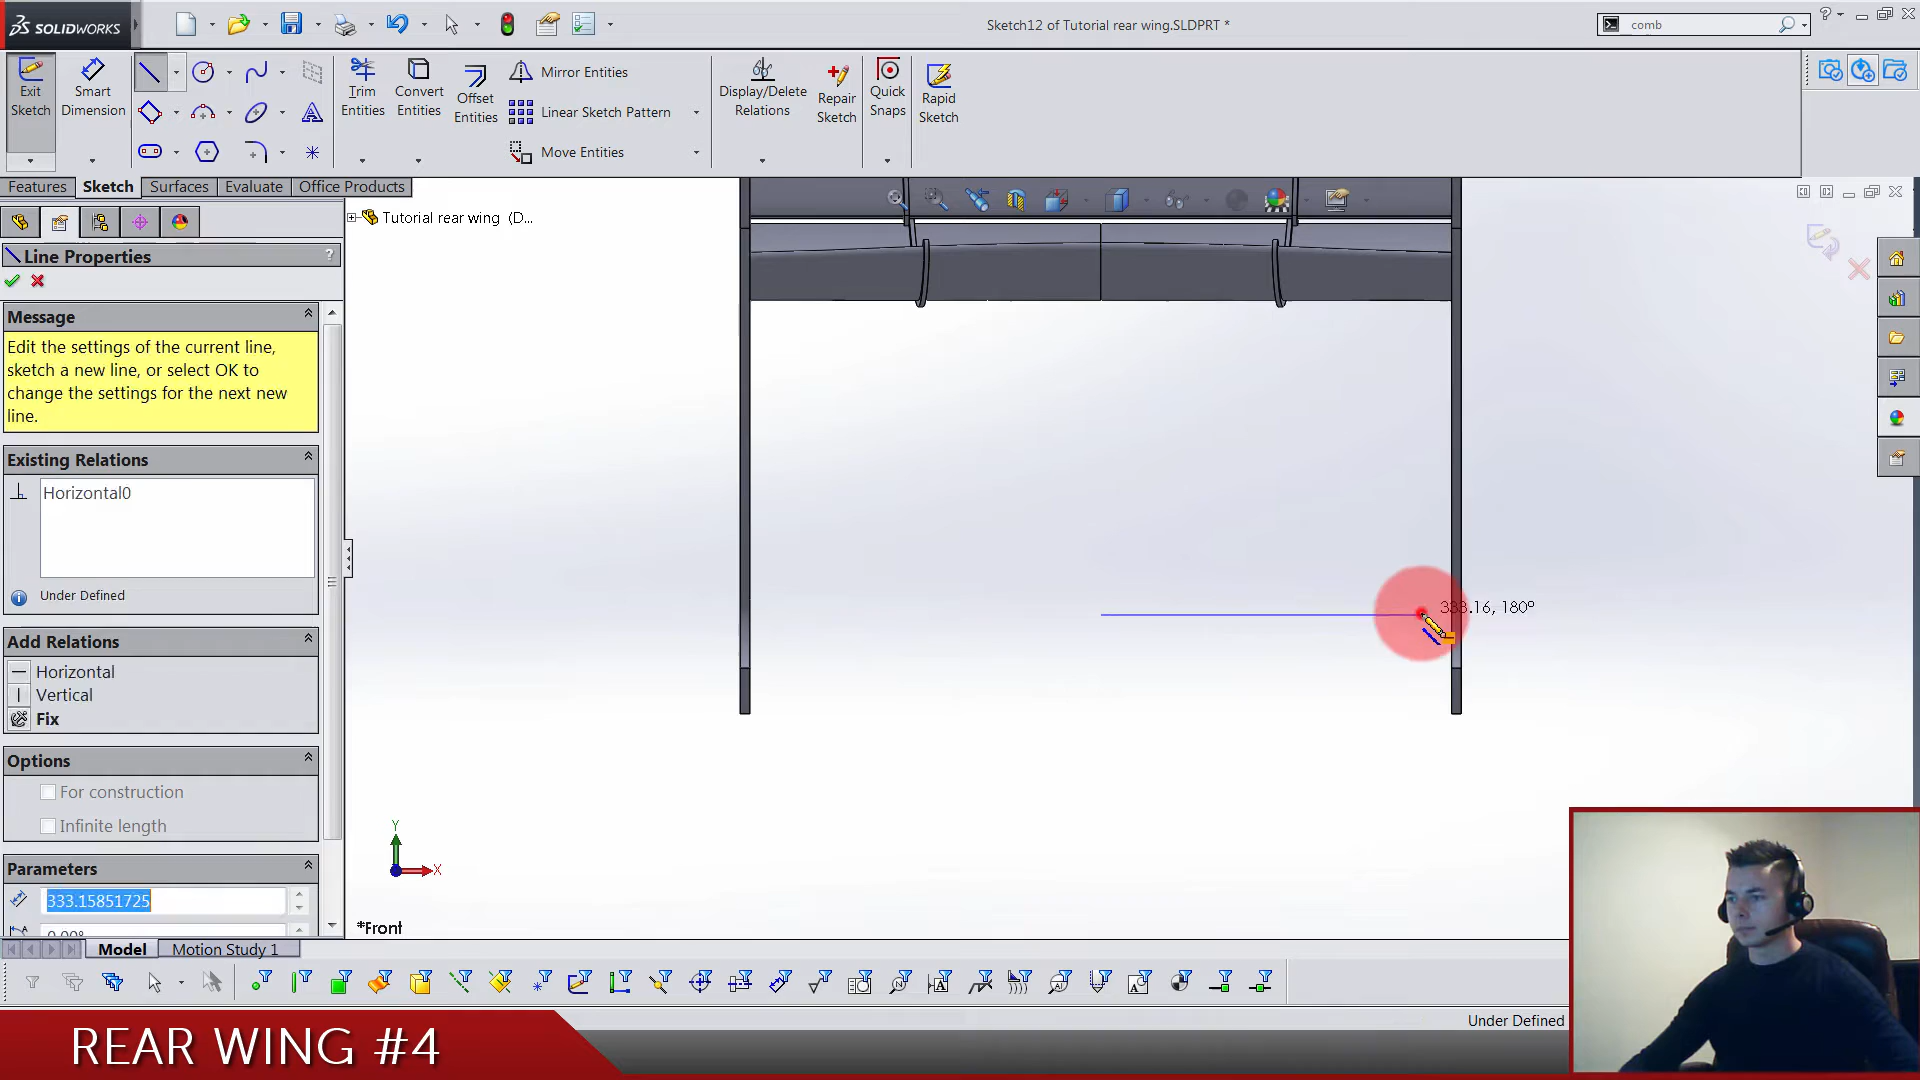 SOLIDWORKS
Sketch12 of Tutorial rear wing.SLDPRT *
comb
Exit Sketch
Smart Dimension
Trim Entities
Convert Entities
Offset Entities
Mirror Entities
Linear Sketch Pattern
Move Entities
Display/Delete Relations
Repair Sketch
Quick Snaps
Rapid Sketch
Features
Sketch
Surfaces
Evaluate
Office Products
Tutorial rear wing (D...
Line Properties
?
Message
Edit the settings of the current line,
sketch a new line, or select OK to
change the settings for the next new
line.
Existing Relations
Horizontal0
Under Defined
Add Relations
Horizontal
Vertical
Fix
Options
For construction
Infinite length
Parameters
333.15851725
0.00°
333.16, 180°
Y
X
*Front
Model
Motion Study 1
Under Defined
REAR WING #4